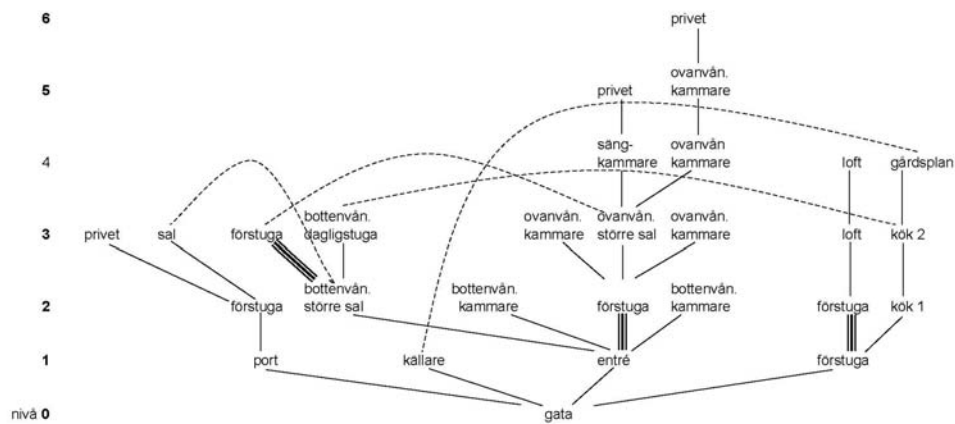 6 privet
ovanvån.
5 privet kammare
säng- ovanvån
4 kammare kammare loft gårdsplan
bottenvån. ovanvån. ovanvån. ovanvån.
3 privet sal förstuga dagligstuga kammare större sal kammare loft kök 2
bottenvån. bottenvån. bottenvån.
2 förstuga större sal kammare förstuga kammare förstuga kök 1
1 port källare entré förstuga
nivå 0 gata